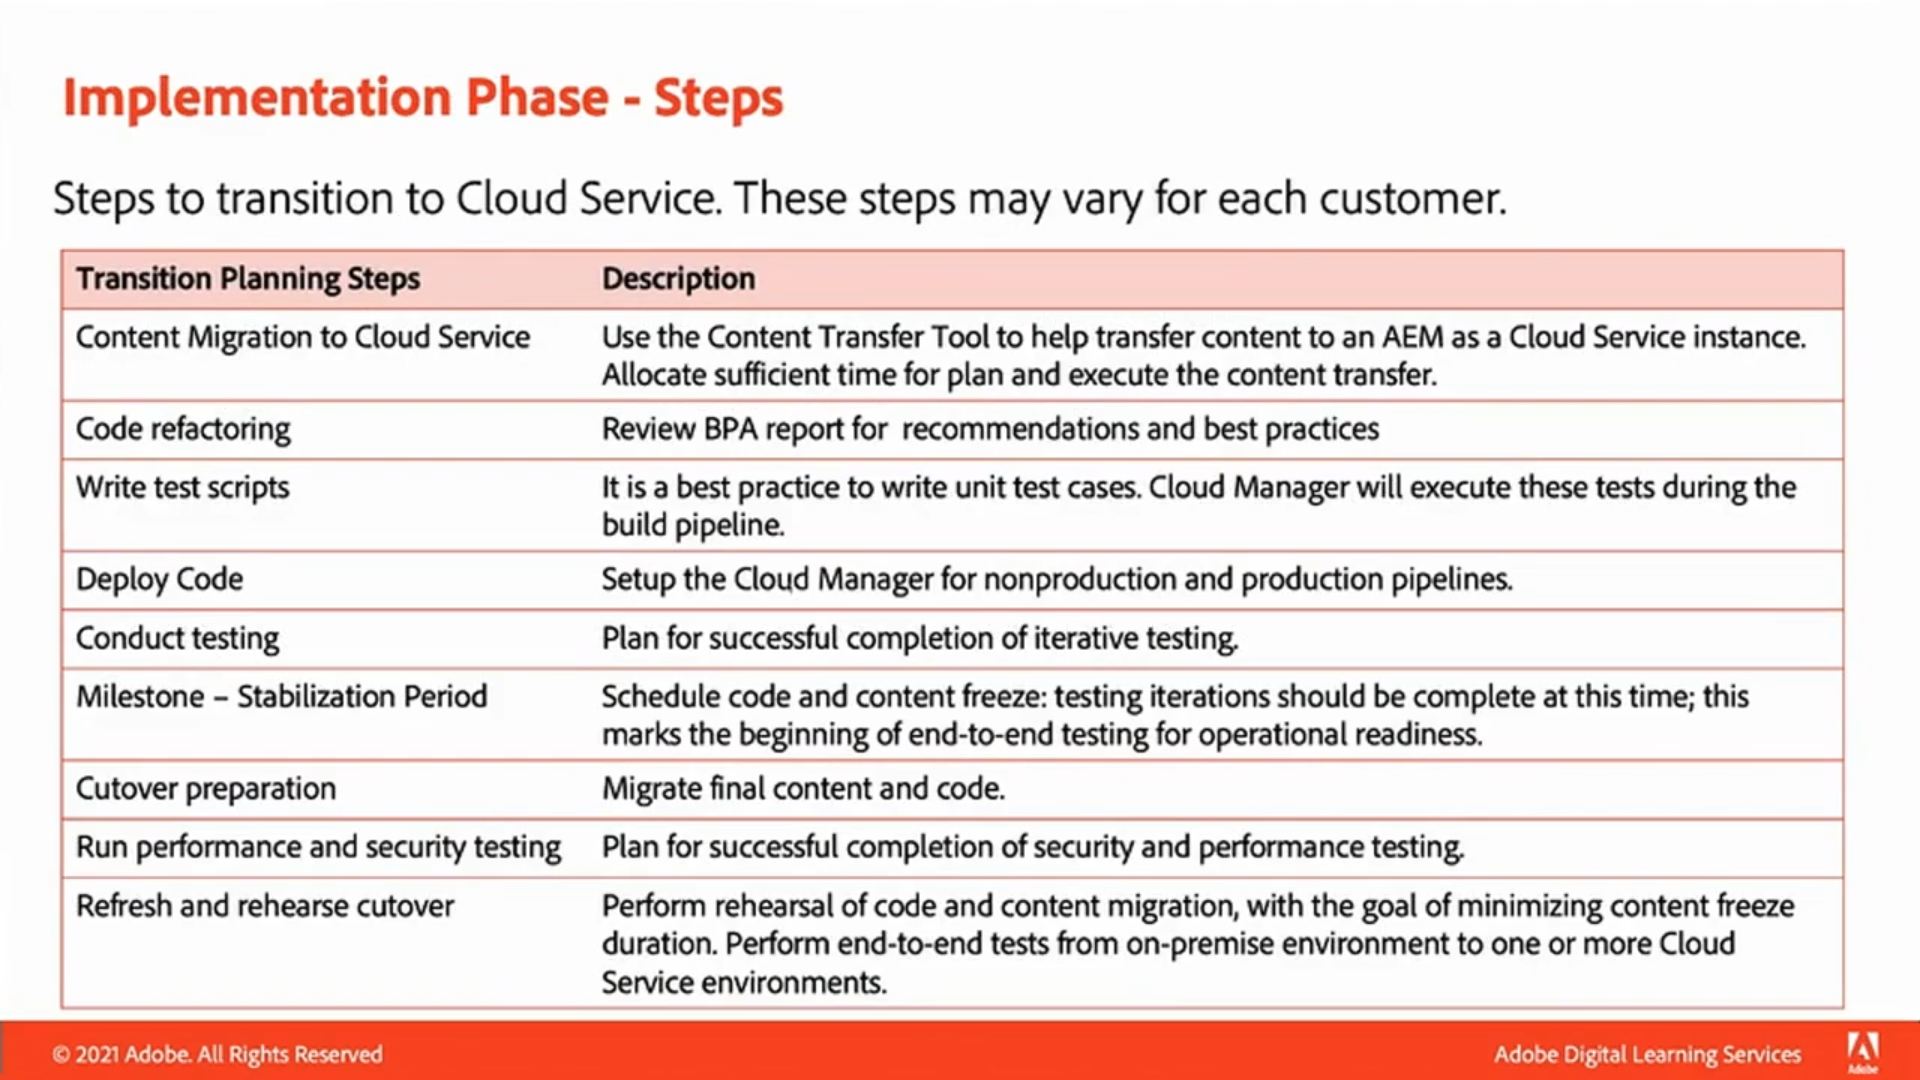 Implementation Phase - Steps
Steps to transition to Cloud Service. These steps may vary for each customer.
Transition Planning Steps Description
Content Migration to Cloud Service Use the Content Transfer Tool to help transfer content to an AEM as a Cloud Service instance.
Allocate sufficient time for plan and execute the content transfer.
Code refactoring Review BPA report for recommendations and best practices
Write test scripts It is a best practice to write unit test cases. Cloud Manager will execute these tests during the
build pipeline.
Deploy Code Setup the Cloud Manager for nonproduction and production pipelines.
Conduct testing Plan for successful completion of iterative testing.
Milestone – Stabilization Period Schedule code and content freeze: testing iterations should be complete at this time; this
marks the beginning of end-to-end testing for operational readiness.
Cutover preparation Migrate final content and code.
Run performance and security testing Plan for successful completion of security and performance testing.
Refresh and rehearse cutover Perform rehearsal of code and content migration, with the goal of minimizing content freeze
duration. Perform end-to-end tests from on-premise environment to one or more Cloud
Service environments.
© 2021 Adobe. All Rights Reserved Adobe Digital Learning Services
Adobe